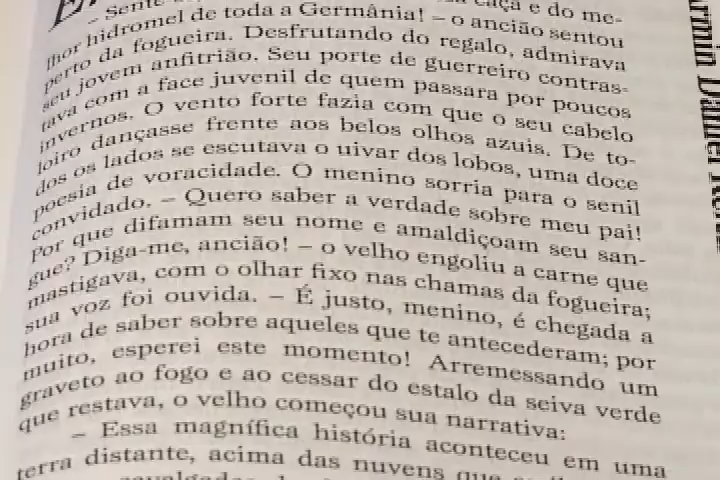 – Sente caça e do me-
lhor hidromel de toda a Germânia! – o ancião sentou
perto da fogueira. Desfrutando do regalo, admirava
seu jovem anfitrião. Seu porte de guerreiro contras-
tava com a face juvenil de quem passara por poucos
invernos. O vento forte fazia com que o seu cabelo
loiro dançasse frente aos belos olhos azuis. De to-
dos os lados se escutava o uivar dos lobos, uma doce
poesia de voracidade. O menino sorria para o senil
convidado. – Quero saber a verdade sobre meu pai!
Por que difamam seu nome e amaldiçoam seu san-
gue? Diga-me, ancião! – o velho engoliu a carne que
mastigava, com o olhar fixo nas chamas da fogueira;
sua voz foi ouvida. – É justo, menino, é chegada a
hora de saber sobre aqueles que te antecederam; por
muito, esperei este momento! Arremessando um
graveto ao fogo e ao cessar do estalo da seiva verde
que restava, o velho começou sua narrativa:
– Essa magnífica história aconteceu em uma
terra distante, acima das nuvens que
Daniel